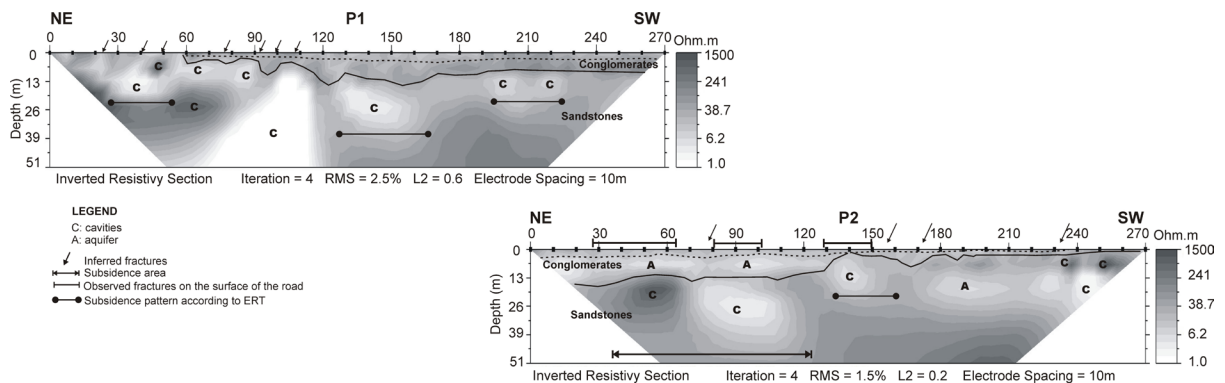 NE P1 SW
0 30 60 90 120 150 180 210 240 270
Ohm.m
0 13 26 39 51
Depth (m)
Conglomerates
C C C C C C C C C
Sandstones
1500
241
38.7
6.2
1.0
Inverted Resistivy Section Iteration = 4 RMS = 2.5% L2 = 0.6 Electrode Spacing = 10m
LEGEND
C: cavities
A: aquifer
Inferred fractures
Subsidence area
Observed fractures on the surface of the road
Subsidence pattern according to ERT
NE P2 SW
0 30 60 90 120 150 180 210 240 270
Ohm.m
0 13 26 39 51
Depth (m)
Conglomerates
A A C C C
C C C A
Sandstones
1500
241
38.7
6.2
1.0
Inverted Resistivy Section Iteration = 4 RMS = 1.5% L2 = 0.2 Electrode Spacing = 10m